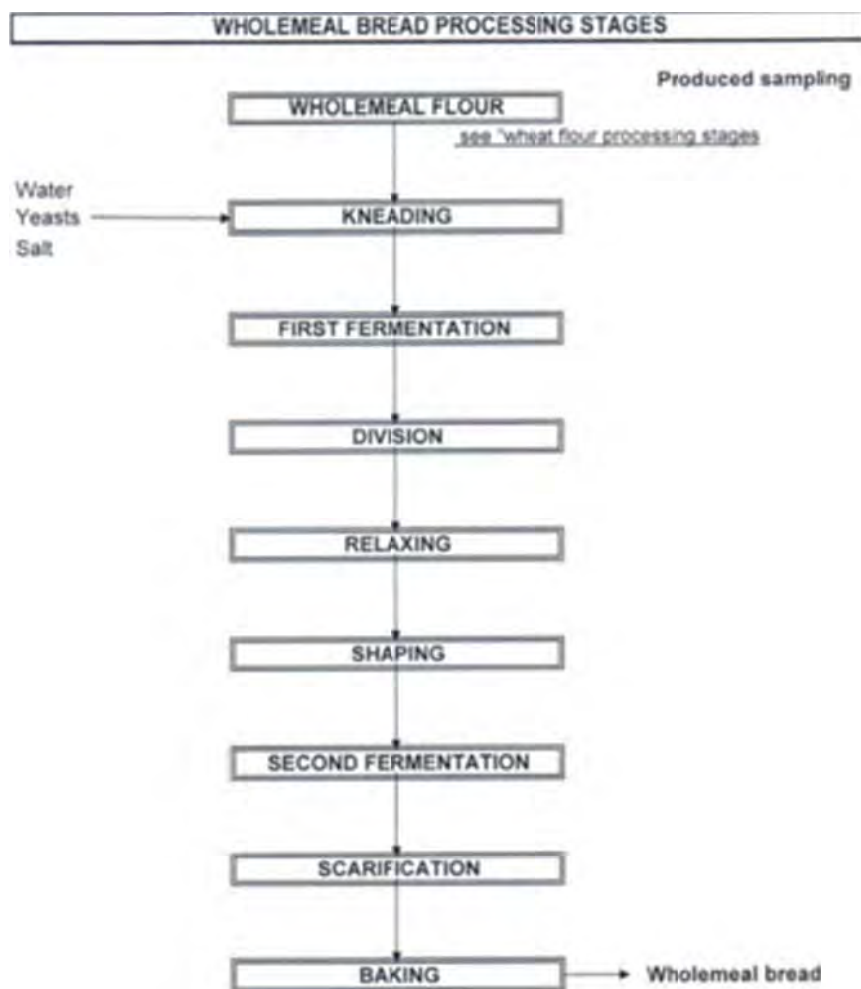 WHOLEMEAL BREAD PROCESSING STAGES
Produced sampling
WHOLEMEAL FLOUR
see "wheat flour processing stages
Water
Yeasts
Salt
KNEADING
FIRST FERMENTATION
DIVISION
RELAXING
SHAPING
SECOND FERMENTATION
SCARIFICATION
BAKING
Wholemeal bread